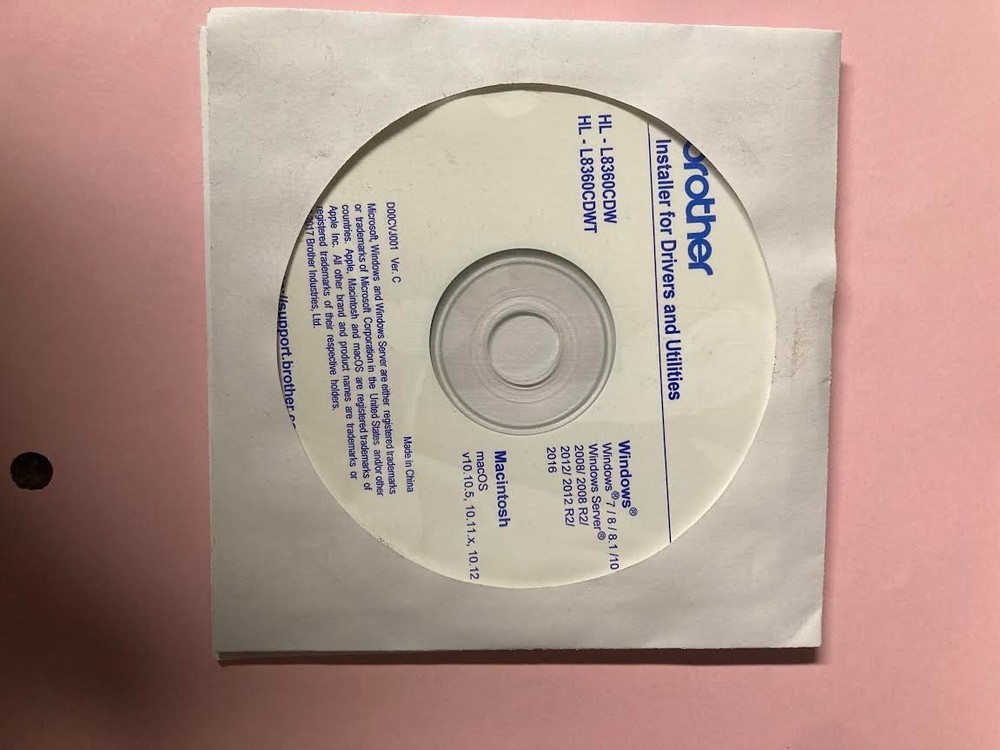 brother
Installer for Drivers and Utilities
HL - L8360CDW
HL - L8360CDWT
Windows®
Windows® 7 / 8 / 8.1 /10
Windows Server®
2008/ 2008 R2/
2012/ 2012 R2/
2016
Macintosh
macOS
v10.10.5, 10.11.x, 10.12
Made in China
D00CVJ001 Ver. C
Microsoft, Windows and Windows Server are either registered trademarks
or trademarks of Microsoft Corporation in the United States and/or other
countries. Apple, Macintosh and macOS are registered trademarks of
Apple Inc. All other brand and product names are trademarks or
registered trademarks of their respective holders.
2017 Brother Industries, Ltd.
//support.brother.c